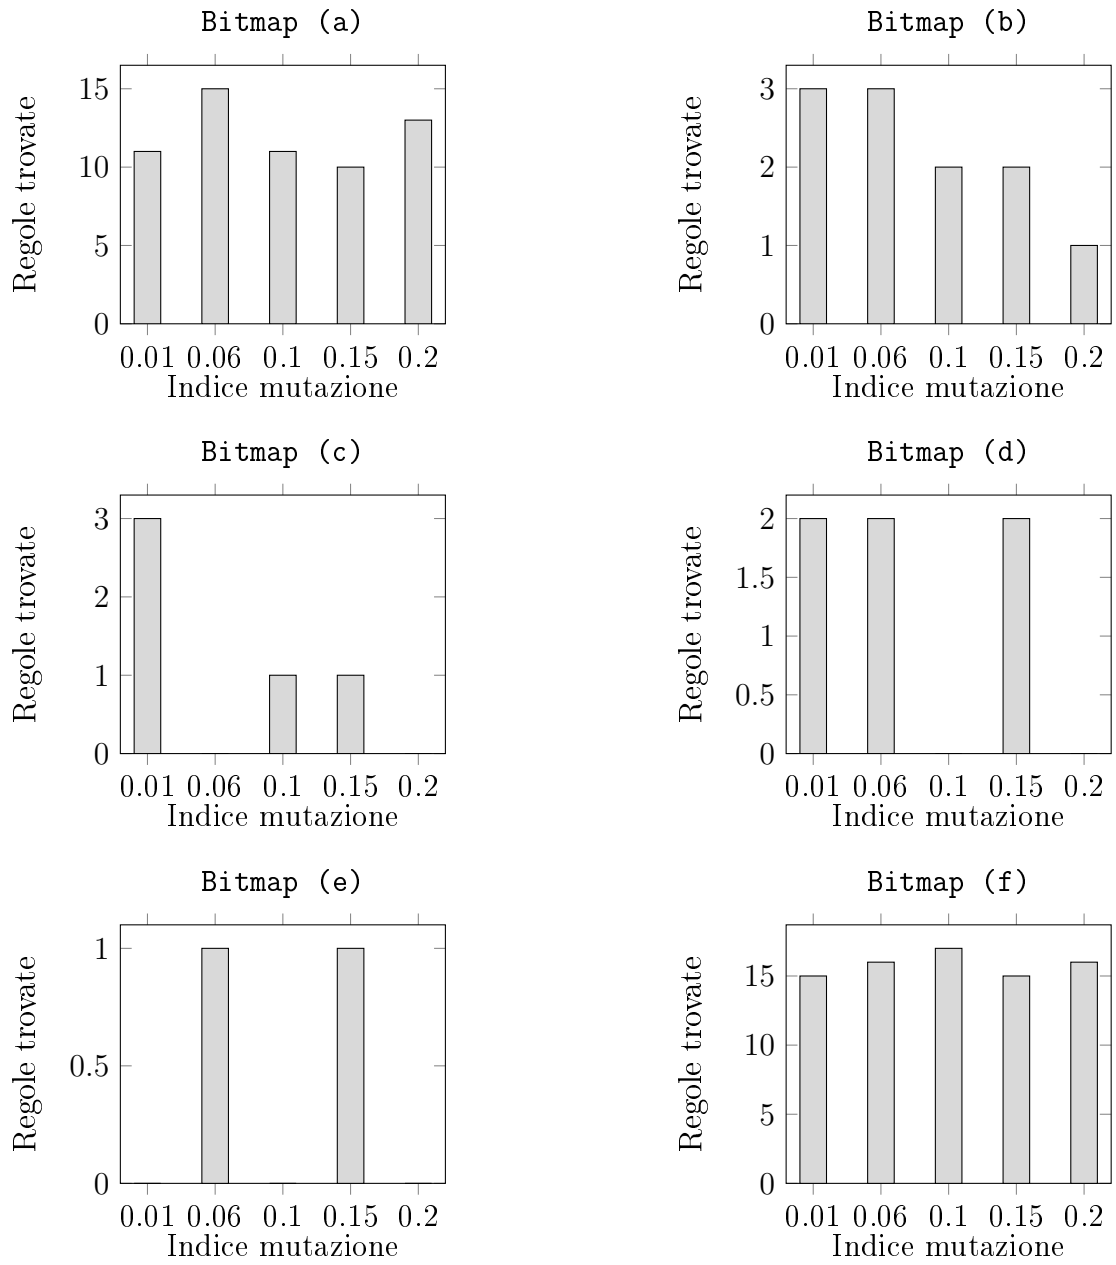 Bitmap (a)
Regole trovate
15
10
5
0
0.01 0.06 0.1 0.15 0.2
Indice mutazione
Bitmap (b)
Regole trovate
3
2
1
0
0.01 0.06 0.1 0.15 0.2
Indice mutazione
Bitmap (c)
Regole trovate
3
2
1
0
0.01 0.06 0.1 0.15 0.2
Indice mutazione
Bitmap (d)
Regole trovate
2
1.5
1
0.5
0
0.01 0.06 0.1 0.15 0.2
Indice mutazione
Bitmap (e)
Regole trovate
1
0.5
0
0.01 0.06 0.1 0.15 0.2
Indice mutazione
Bitmap (f)
Regole trovate
15
10
5
0
0.01 0.06 0.1 0.15 0.2
Indice mutazione